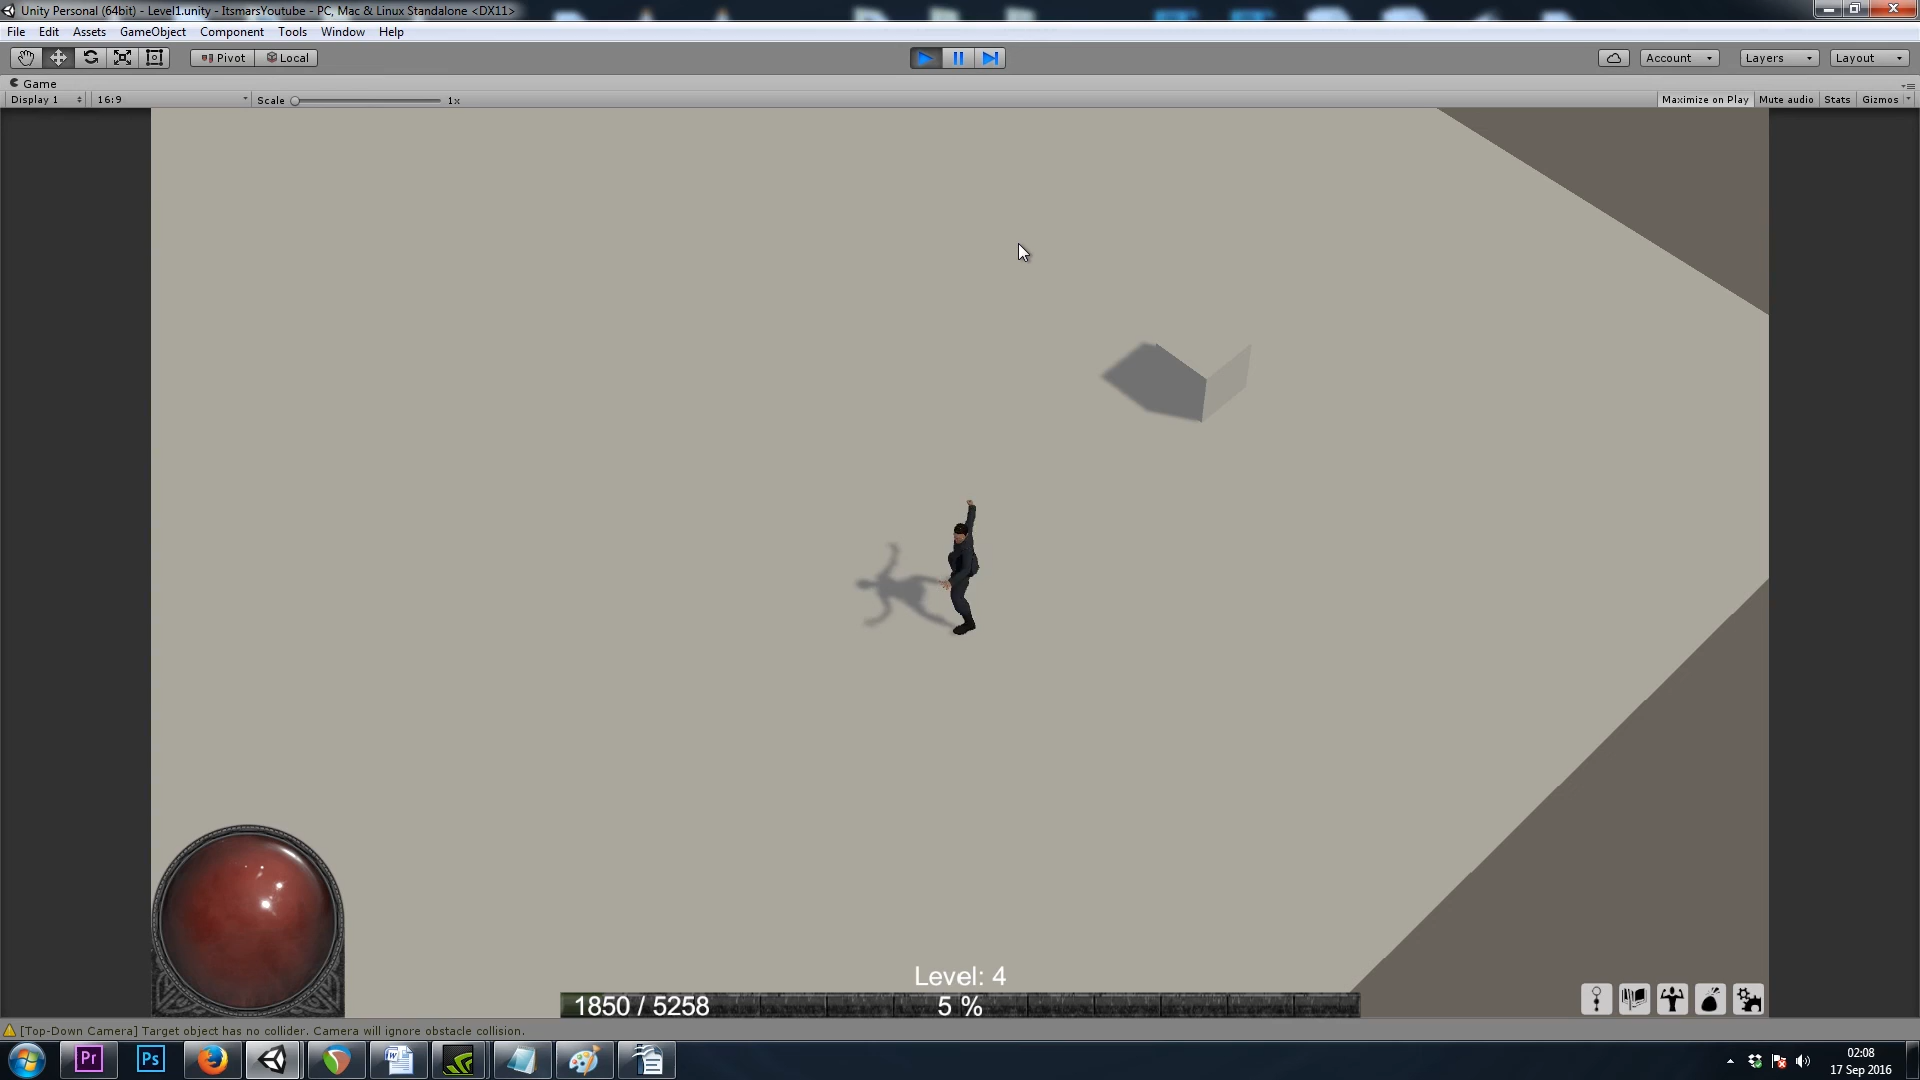 Unity Personal (64bit) - Level1.unity - ItsmarsYoutube - PC, Mac & Linux Standalone <DX11>
File Edit Assets GameObject Component Tools Window Help
Pivot Local Account Layers Layout
Game
Display 1 16:9 Scale 1x Maximize on Play Mute audio Stats Gizmos
Level: 4
1850 / 5258 5 %
[Top-Down Camera] Target object has no collider. Camera will ignore obstacle collision.
Pr Ps 02:08
17 Sep 2016